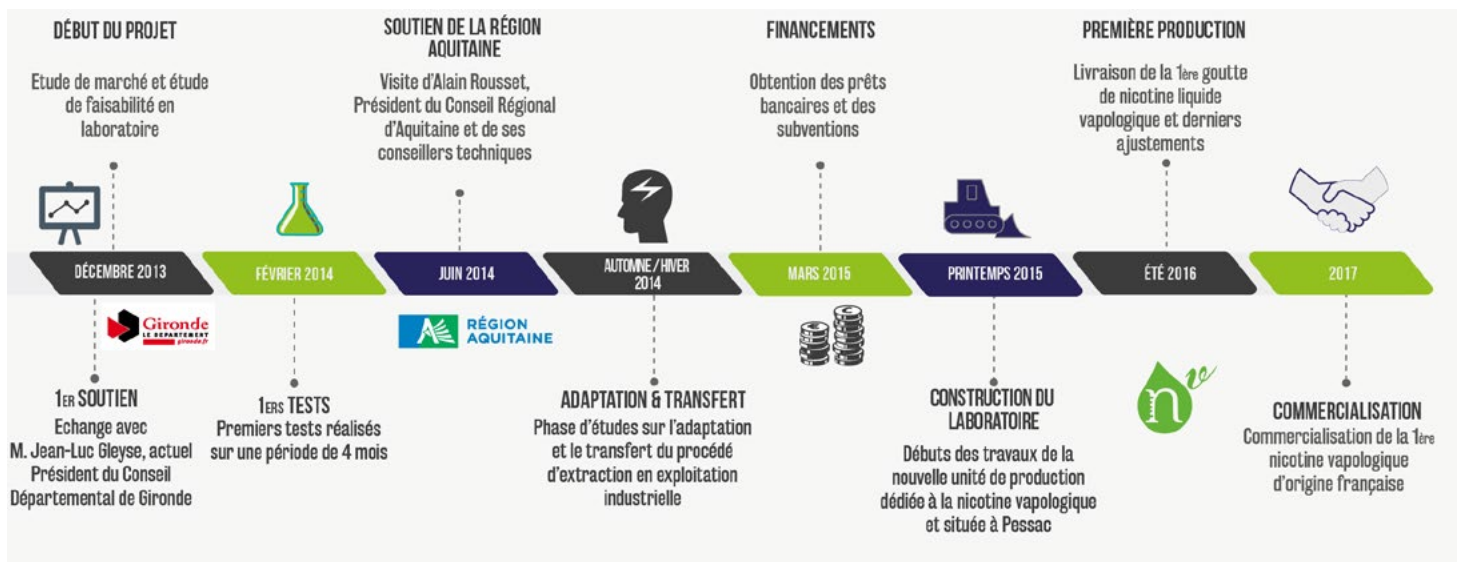 DÉBUT DU PROJET
Etude de marché et étude
de faisabilité en
laboratoire
SOUTIEN DE LA RÉGION
AQUITAINE
Visite d'Alain Rousset,
Président du Conseil Régional
d'Aquitaine et de ses
conseillers techniques
FINANCEMENTS
Obtention des prêts
bancaires et des
subventions
PREMIÈRE PRODUCTION
Livraison de la 1ère goutte
de nicotine liquide
vapologique et derniers
ajustements
DÉCEMBRE 2013
FÉVRIER 2014
JUIN 2014
AUTOMNE / HIVER
2014
MARS 2015
PRINTEMPS 2015
ÉTÉ 2016
2017
Gironde
LE DEPARTEMENT
gironde.fr
RÉGION
AQUITAINE
nv
1ER SOUTIEN
Echange avec
M. Jean-Luc Gleyse, actuel
Président du Conseil
Départemental de Gironde
1ERS TESTS
Premiers tests réalisés
sur une période de 4 mois
ADAPTATION & TRANSFERT
Phase d'études sur l'adaptation
et le transfert du procédé
d'extraction en exploitation
industrielle
CONSTRUCTION DU
LABORATOIRE
Débuts des travaux de la
nouvelle unité de production
dédiée à la nicotine vapologique
et située à Pessac
COMMERCIALISATION
Commercialisation de la 1ère
nicotine vapologique
d'origine française